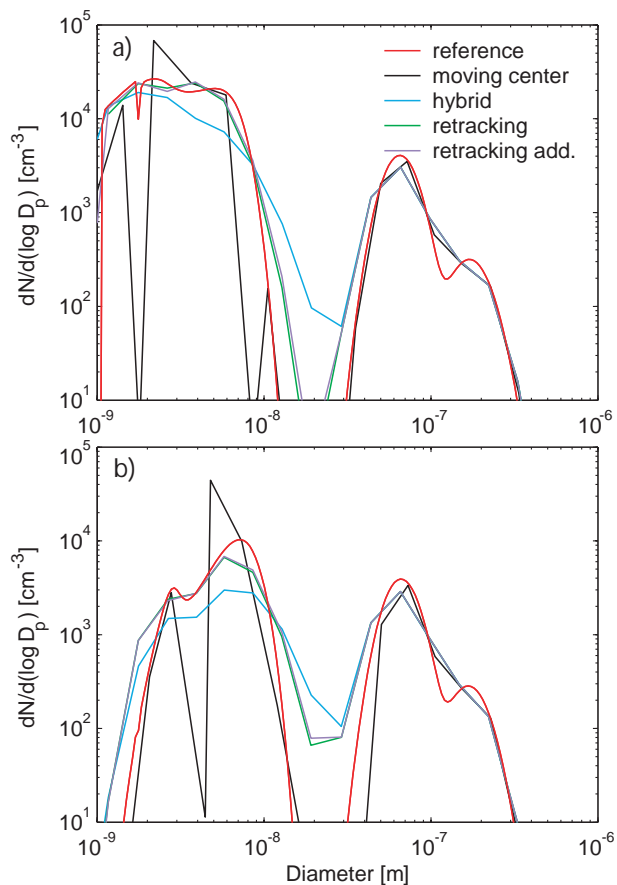 a)
10^5
10^4
10^3
10^2
10^1
dN/d(log D_p) [cm^-3]
reference
moving center
hybrid
retracking
retracking add.
10^-9
10^-8
10^-7
10^-6
b)
10^5
10^4
10^3
10^2
10^1
dN/d(log D_p) [cm^-3]
10^-9
10^-8
10^-7
10^-6
Diameter [m]